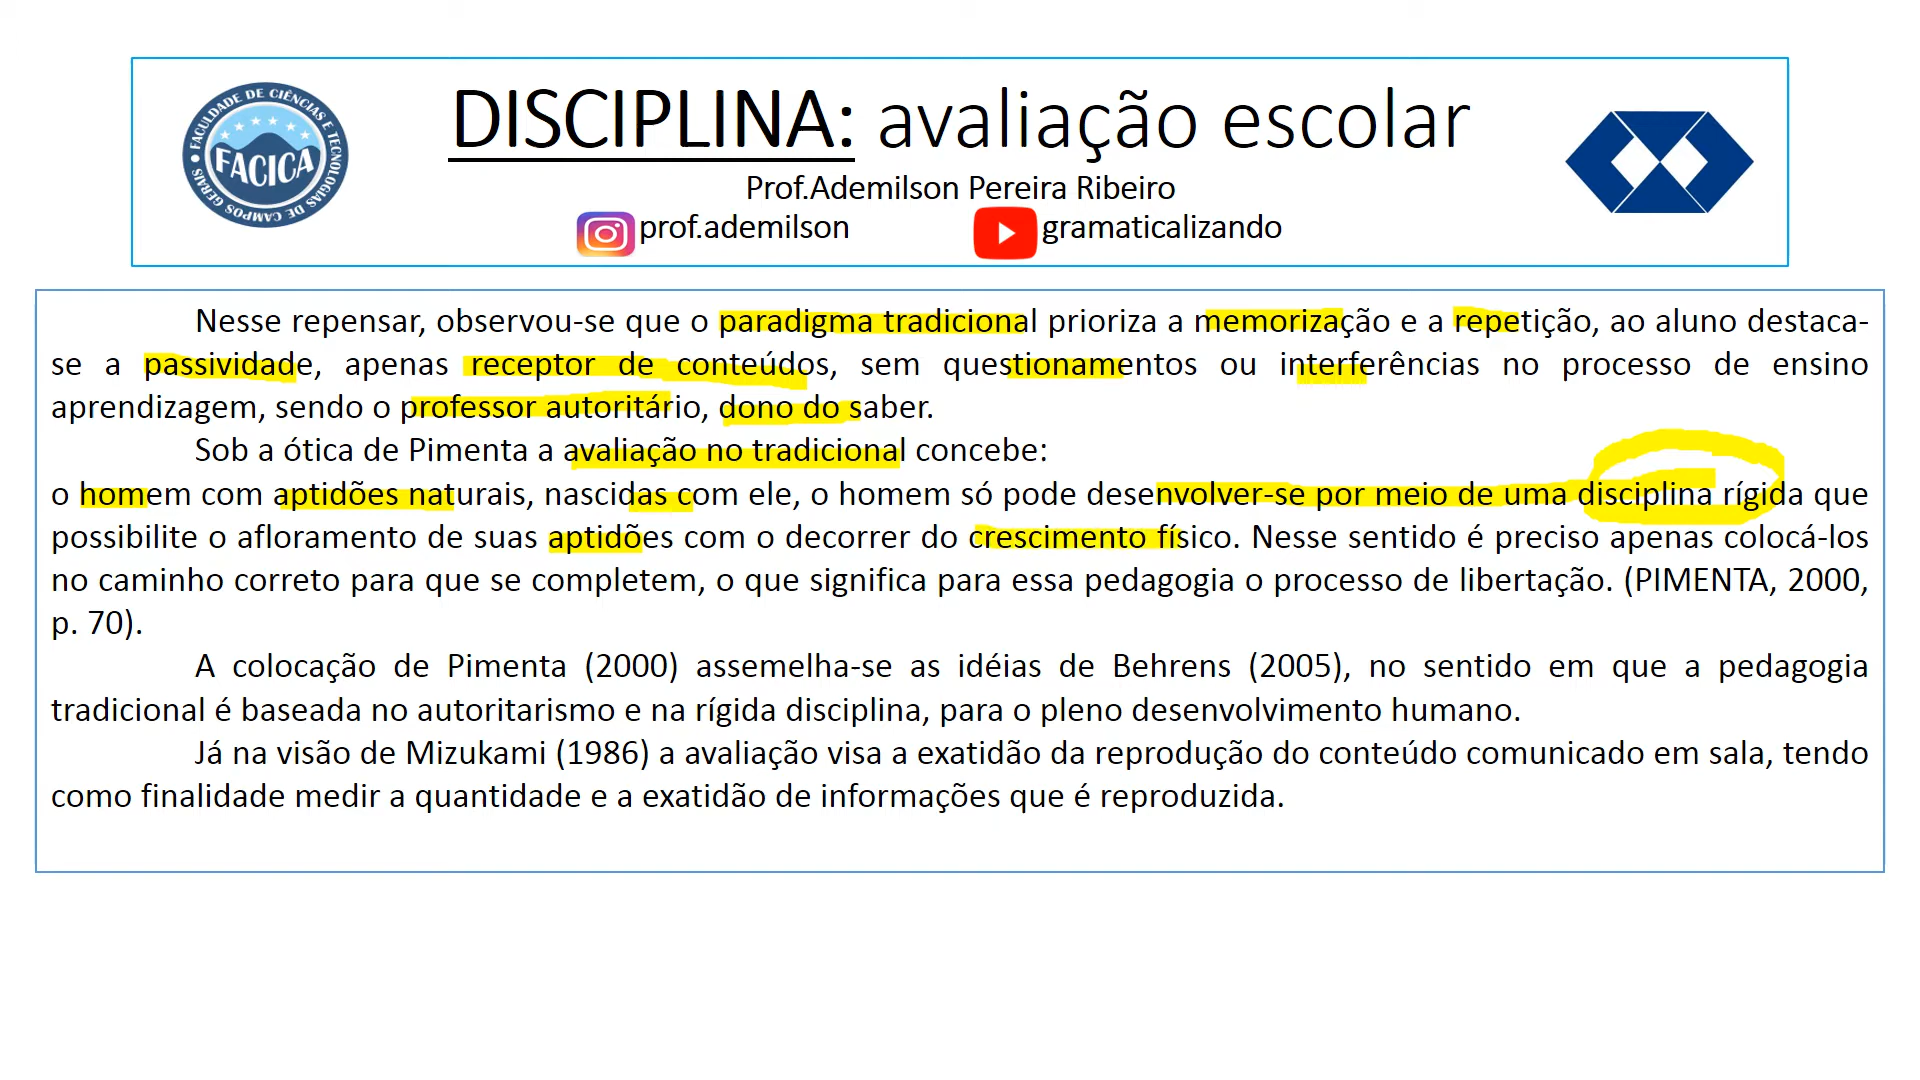 FACULDADE DE CIÊNCIAS E TECNOLOGIAS DE CAMPOS GERAIS
FACICA
DISCIPLINA: avaliação escolar
Prof.Ademilson Pereira Ribeiro
prof.ademilson gramaticalizando
Nesse repensar, observou-se que o paradigma tradicional prioriza a memorização e a repetição, ao aluno destaca-
se a passividade, apenas receptor de conteúdos, sem questionamentos ou interferências no processo de ensino
aprendizagem, sendo o professor autoritário, dono do saber.
Sob a ótica de Pimenta a avaliação no tradicional concebe:
o homem com aptidões naturais, nascidas com ele, o homem só pode desenvolver-se por meio de uma disciplina rígida que
possibilite o afloramento de suas aptidões com o decorrer do crescimento físico. Nesse sentido é preciso apenas colocá-los
no caminho correto para que se completem, o que significa para essa pedagogia o processo de libertação. (PIMENTA, 2000,
p. 70).
A colocação de Pimenta (2000) assemelha-se as idéias de Behrens (2005), no sentido em que a pedagogia
tradicional é baseada no autoritarismo e na rígida disciplina, para o pleno desenvolvimento humano.
Já na visão de Mizukami (1986) a avaliação visa a exatidão da reprodução do conteúdo comunicado em sala, tendo
como finalidade medir a quantidade e a exatidão de informações que é reproduzida.